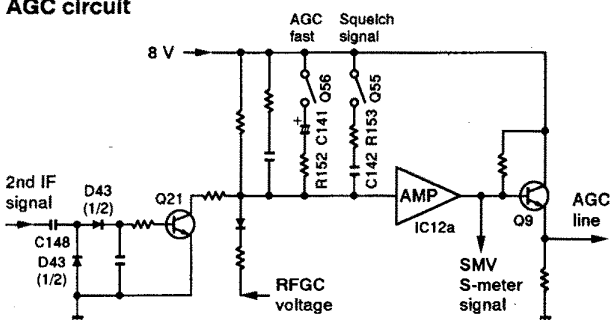 AGC circuit
AGC fast
Squelch signal
8 V
Q56
Q55
+
C141
R153
R152
C142
2nd IF signal
D43 (1/2)
Q21
AMP
IC12a
Q9
AGC line
C148
D43 (1/2)
RFGC voltage
SMV
S-meter signal